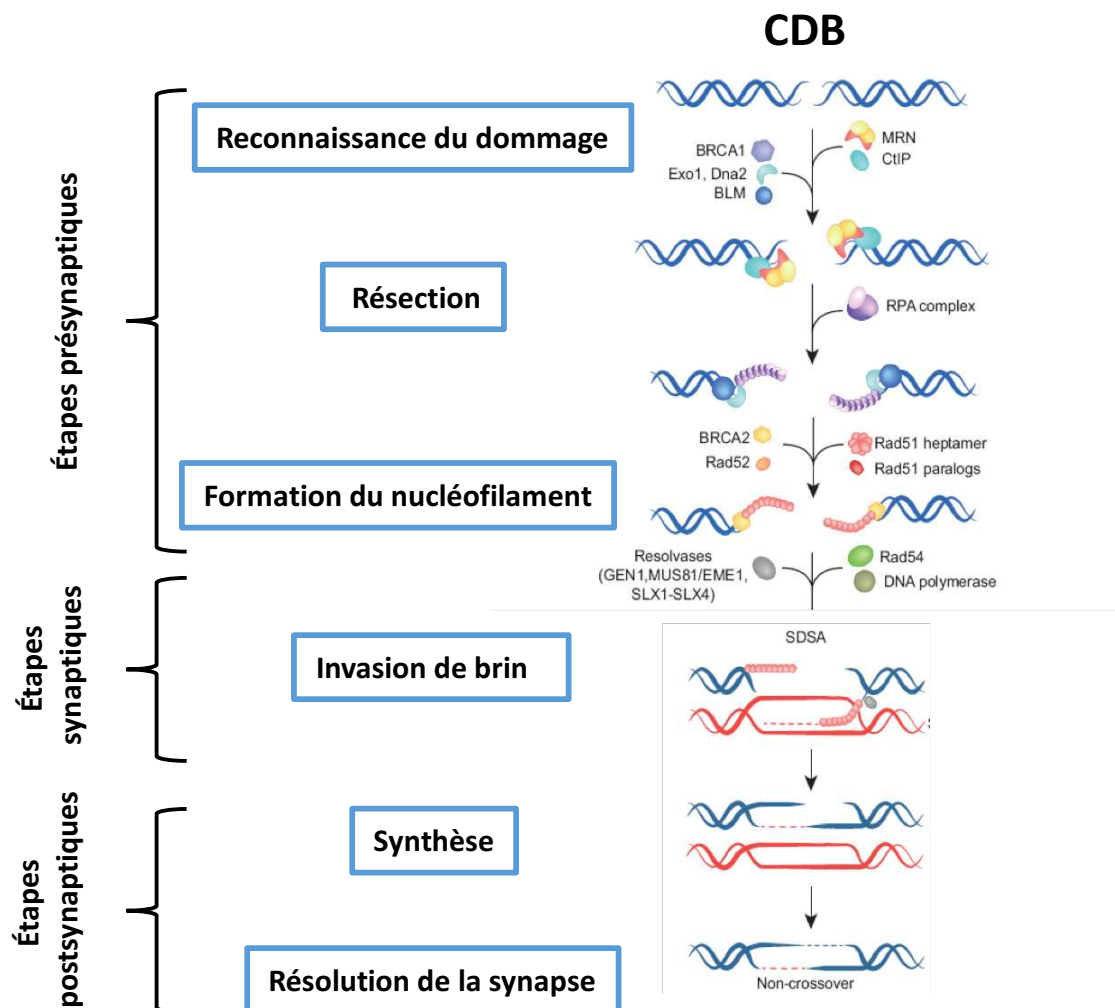 CDB
Étapes présynaptiques
Reconnaissance du dommage
BRCA1
Exo1, Dna2
BLM
MRN
CtIP
Résection
RPA complex
BRCA2
Rad52
Rad51 heptamer
Rad51 paralogs
Formation du nucléofilament
Resolvases
(GEN1,MUS81/EME1,
SLX1-SLX4)
Rad54
DNA polymerase
Étapes
synaptiques
Invasion de brin
SDSA
Étapes
postsynaptiques
Synthèse
Résolution de la synapse
Non-crossover